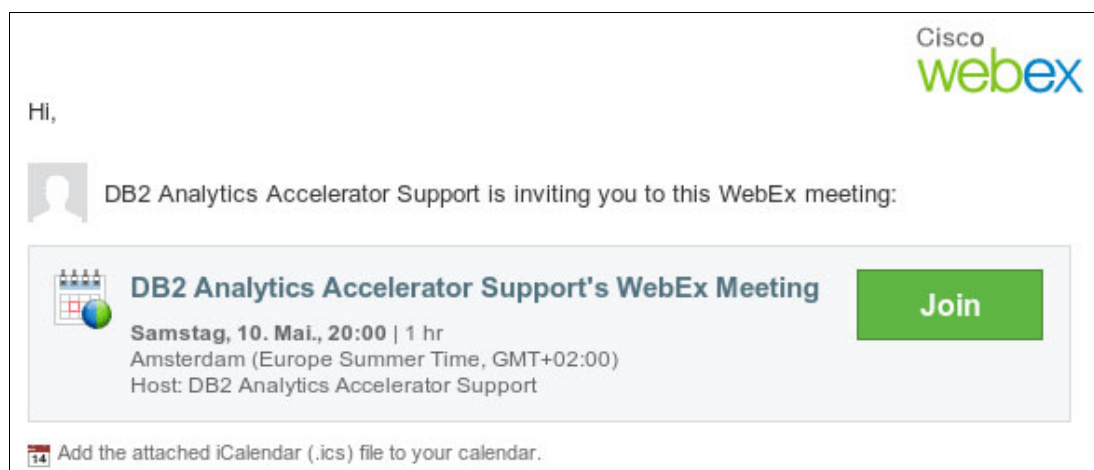 Cisco
webex
Hi,
DB2 Analytics Accelerator Support is inviting you to this WebEx meeting:
DB2 Analytics Accelerator Support's WebEx Meeting
Join
Samstag, 10. Mai., 20:00 | 1 hr
Amsterdam (Europe Summer Time, GMT+02:00)
Host: DB2 Analytics Accelerator Support
14
Add the attached iCalendar (.ics) file to your calendar.